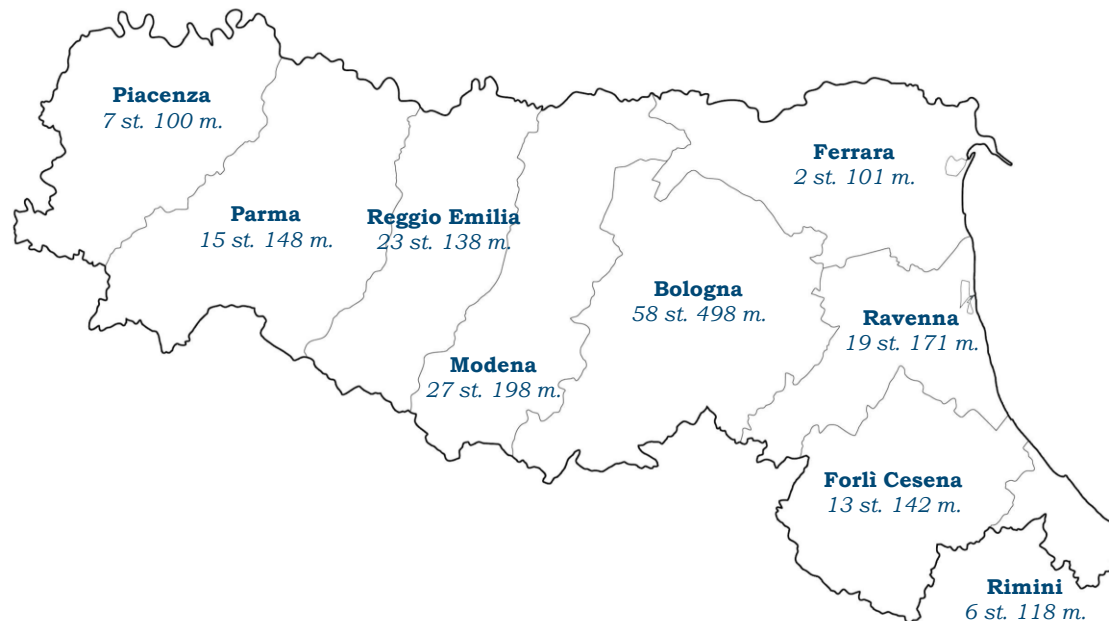 Piacenza
7 st. 100 m.
Ferrara
2 st. 101 m.
Parma
15 st. 148 m.
Reggio Emilia
23 st. 138 m.
Bologna
58 st. 498 m.
Ravenna
19 st. 171 m.
Modena
27 st. 198 m.
Forlì Cesena
13 st. 142 m.
Rimini
6 st. 118 m.